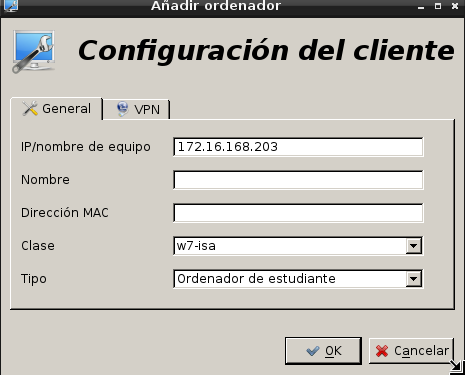 Añadir ordenador
Configuración del cliente
General VPN
IP/nombre de equipo 172.16.168.203
Nombre
Dirección MAC
Clase w7-isa
Tipo Ordenador de estudiante
OK Cancelar